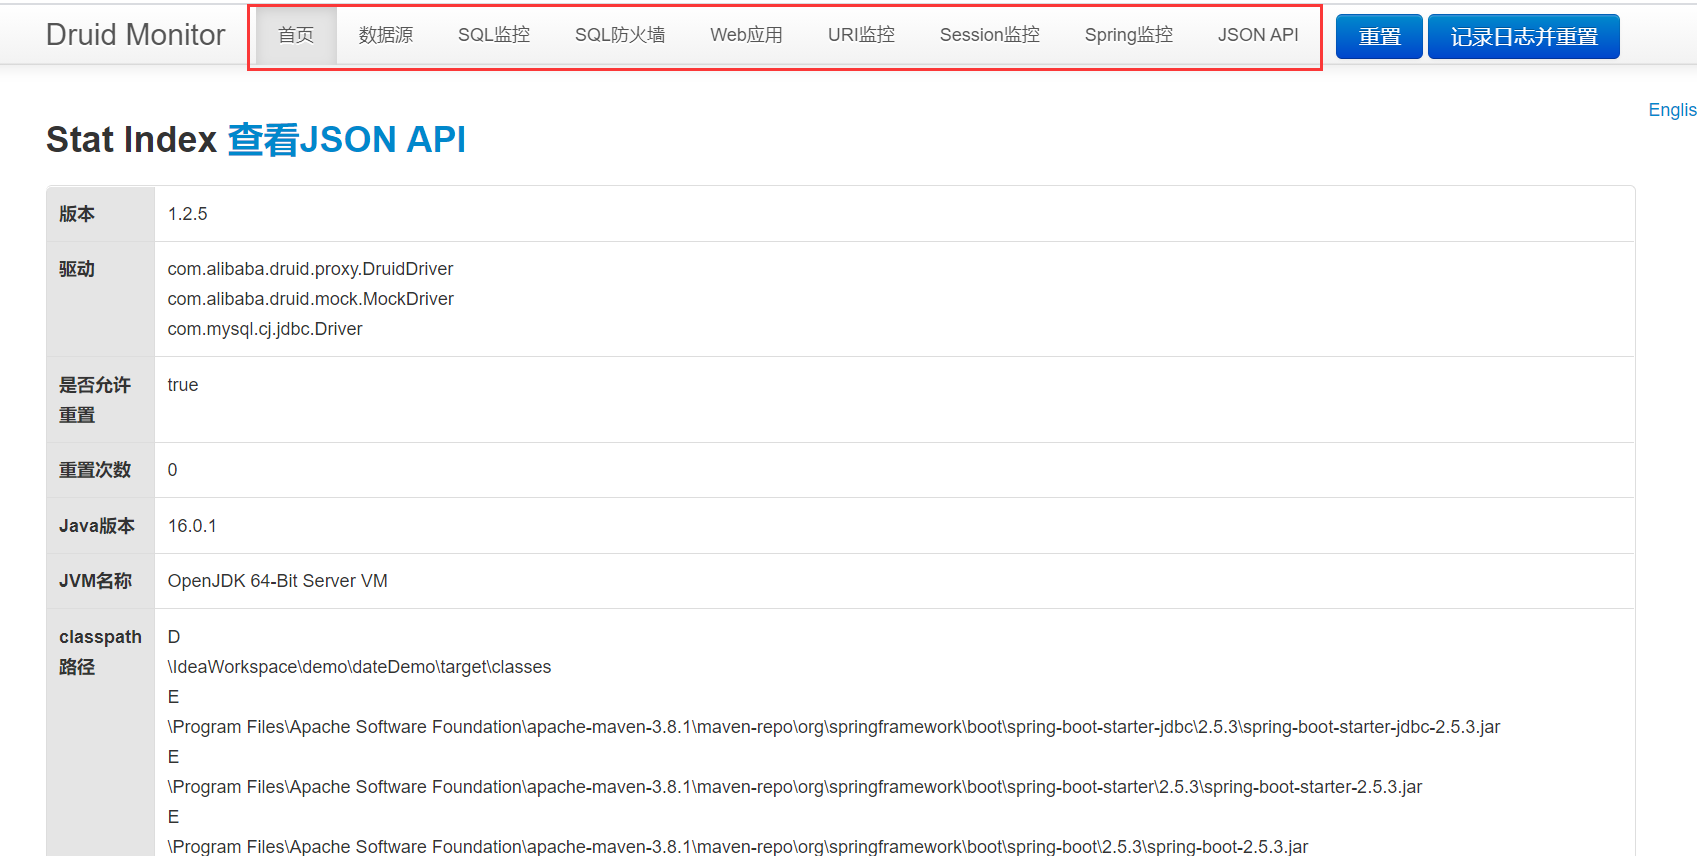 Druid Monitor 首页 数据源 SQL监控 SQL防火墙 Web应用 URI监控 Session监控 Spring监控 JSON API 重置 记录日志并重置
Englis
Stat Index 查看JSON API
版本 1.2.5
驱动 com.alibaba.druid.proxy.DruidDriver
com.alibaba.druid.mock.MockDriver
com.mysql.cj.jdbc.Driver
是否允许 true
重置
重置次数 0
Java版本 16.0.1
JVM名称 OpenJDK 64-Bit Server VM
classpath D
路径 \IdeaWorkspace\demo\dateDemo\target\classes
E
\Program Files\Apache Software Foundation\apache-maven-3.8.1\maven-repo\org\springframework\boot\spring-boot-starter-jdbc\2.5.3\spring-boot-starter-jdbc-2.5.3.jar
E
\Program Files\Apache Software Foundation\apache-maven-3.8.1\maven-repo\org\springframework\boot\spring-boot-starter\2.5.3\spring-boot-starter-2.5.3.jar
E
\Program Files\Apache Software Foundation\apache-maven-3.8.1\maven-repo\org\springframework\boot\spring-boot\2.5.3\spring-boot-2.5.3.jar